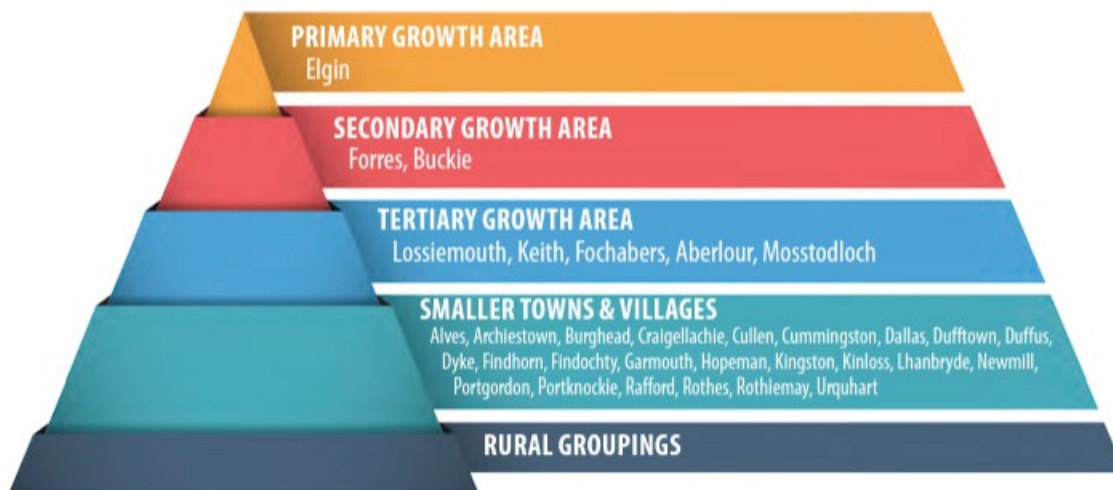 PRIMARY GROWTH AREA
Elgin
SECONDARY GROWTH AREA
Forres, Buckie
TERTIARY GROWTH AREA
Lossiemouth, Keith, Fochabers, Aberlour, Mosstodloch
SMALLER TOWNS & VILLAGES
Alves, Archiestown, Burghead, Craigellachie, Cullen, Cummingston, Dallas, Dufftown, Duffus,
Dyke, Findhorn, Findochty, Garmouth, Hopeman, Kingston, Kinloss, Lhanbryde, Newmill,
Portgordon, Portknockie, Rafford, Rothes, Rothiemay, Urquhart
RURAL GROUPINGS